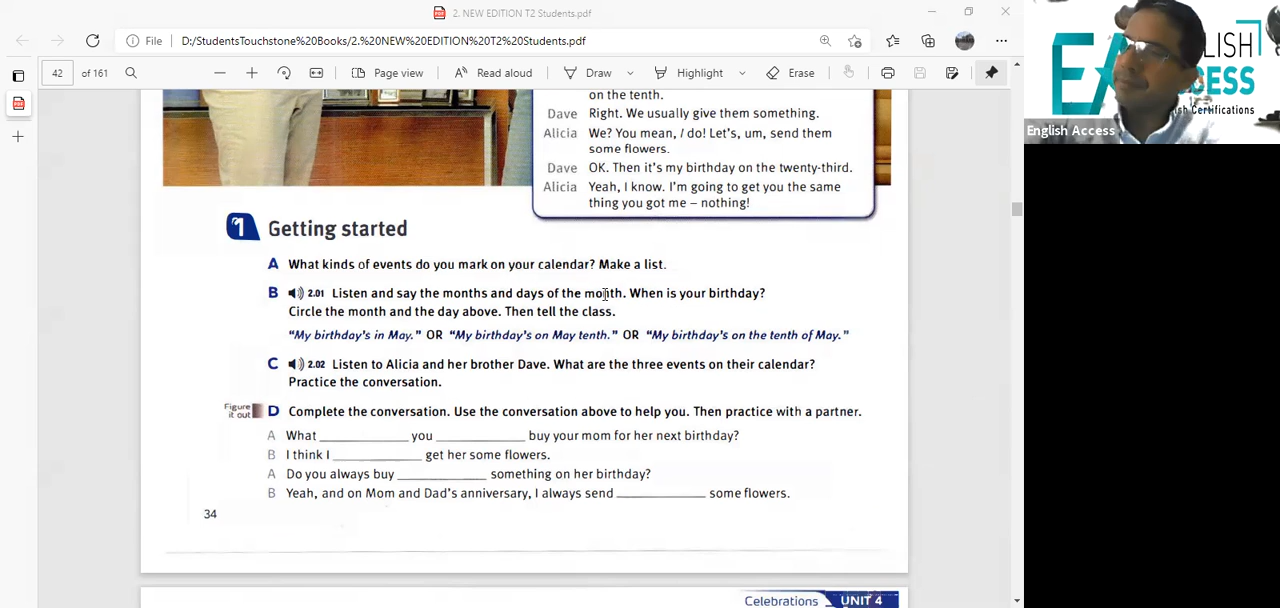 2. NEW EDITION T2 Students.pdf
File
D:/StudentsTouchstone%20Books/2.%20NEW%20EDITION%20T2%20Students.pdf
42 of 161
Page view
Read aloud
Draw
Highlight
Erase
on the tenth.
Dave Right. We usually give them something.
Alicia We? You mean, I do! Let's, um, send them
some flowers.
Dave OK. Then it's my birthday on the twenty-third.
Alicia Yeah, I know. I'm going to get you the same
thing you got me – nothing!
1 Getting started
A What kinds of events do you mark on your calendar? Make a list.
B 2.01 Listen and say the months and days of the month. When is your birthday?
Circle the month and the day above. Then tell the class.
"My birthday's in May." OR "My birthday's on May tenth." OR "My birthday's on the tenth of May."
C 2.02 Listen to Alicia and her brother Dave. What are the three events on their calendar?
Practice the conversation.
Figure
it out
D Complete the conversation. Use the conversation above to help you. Then practice with a partner.
A What ____________ you ____________ buy your mom for her next birthday?
B I think I ____________ get her some flowers.
A Do you always buy ____________ something on her birthday?
B Yeah, and on Mom and Dad's anniversary, I always send ____________ some flowers.
34
Celebrations UNIT 4
English Access